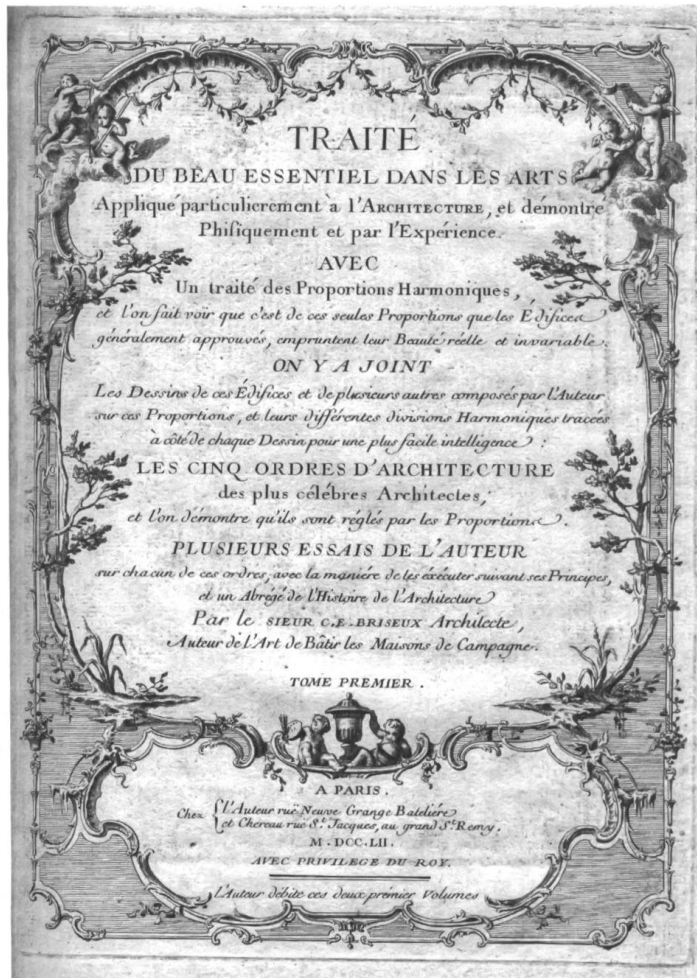 TRAITÉ
DU BEAU ESSENTIEL DANS LES ARTS
Appliqué particulierement à l'ARCHITECTURE, et démontré
Phisiquement et par l'Expérience.
AVEC
Un traité des Proportions Harmoniques,
et l'on fait voir que c'est de ces seules Proportions que les Édifices
généralement approuvés, empruntent leur Beauté réelle et invariable.
ON Y A JOINT
Les Dessins de ces Édifices et de plusieurs autres composés par l'Auteur
sur ces Proportions, et leurs différentes divisions Harmoniques tracées
à côté de chaque Dessin pour une plus facile intelligence :
LES CINQ ORDRES D'ARCHITECTURE
des plus célébres Architectes,
et l'on démontre qu'ils sont réglés par les Proportions.
PLUSIEURS ESSAIS DE L'AUTEUR
sur chacun de ces ordres, avec la maniére de les éxécuter suivant ses Principes,
et un Abrégé de l'Histoire de l'Architecture
Par le SIEUR C.E. BRISEUX Architecte,
Auteur de l'Art de Bâtir les Maisons de Campagne.
TOME PREMIER.
A PARIS.
Chez l'Auteur ruë Neuve Grange Bateliére
et Chereau ruë St. Jacques, au grand St. Remy.
M.DCC.LII.
AVEC PRIVILEGE DU ROY.
l'Auteur débite ces deux prémier Volumes